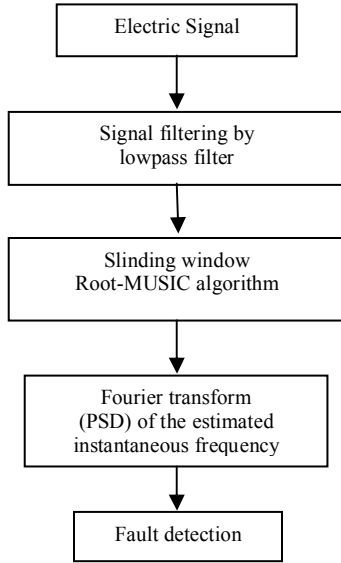 Electric Signal
Signal filtering by
lowpass filter
Slinding window
Root-MUSIC algorithm
Fourier transform
(PSD) of the estimated
instantaneous frequency
Fault detection